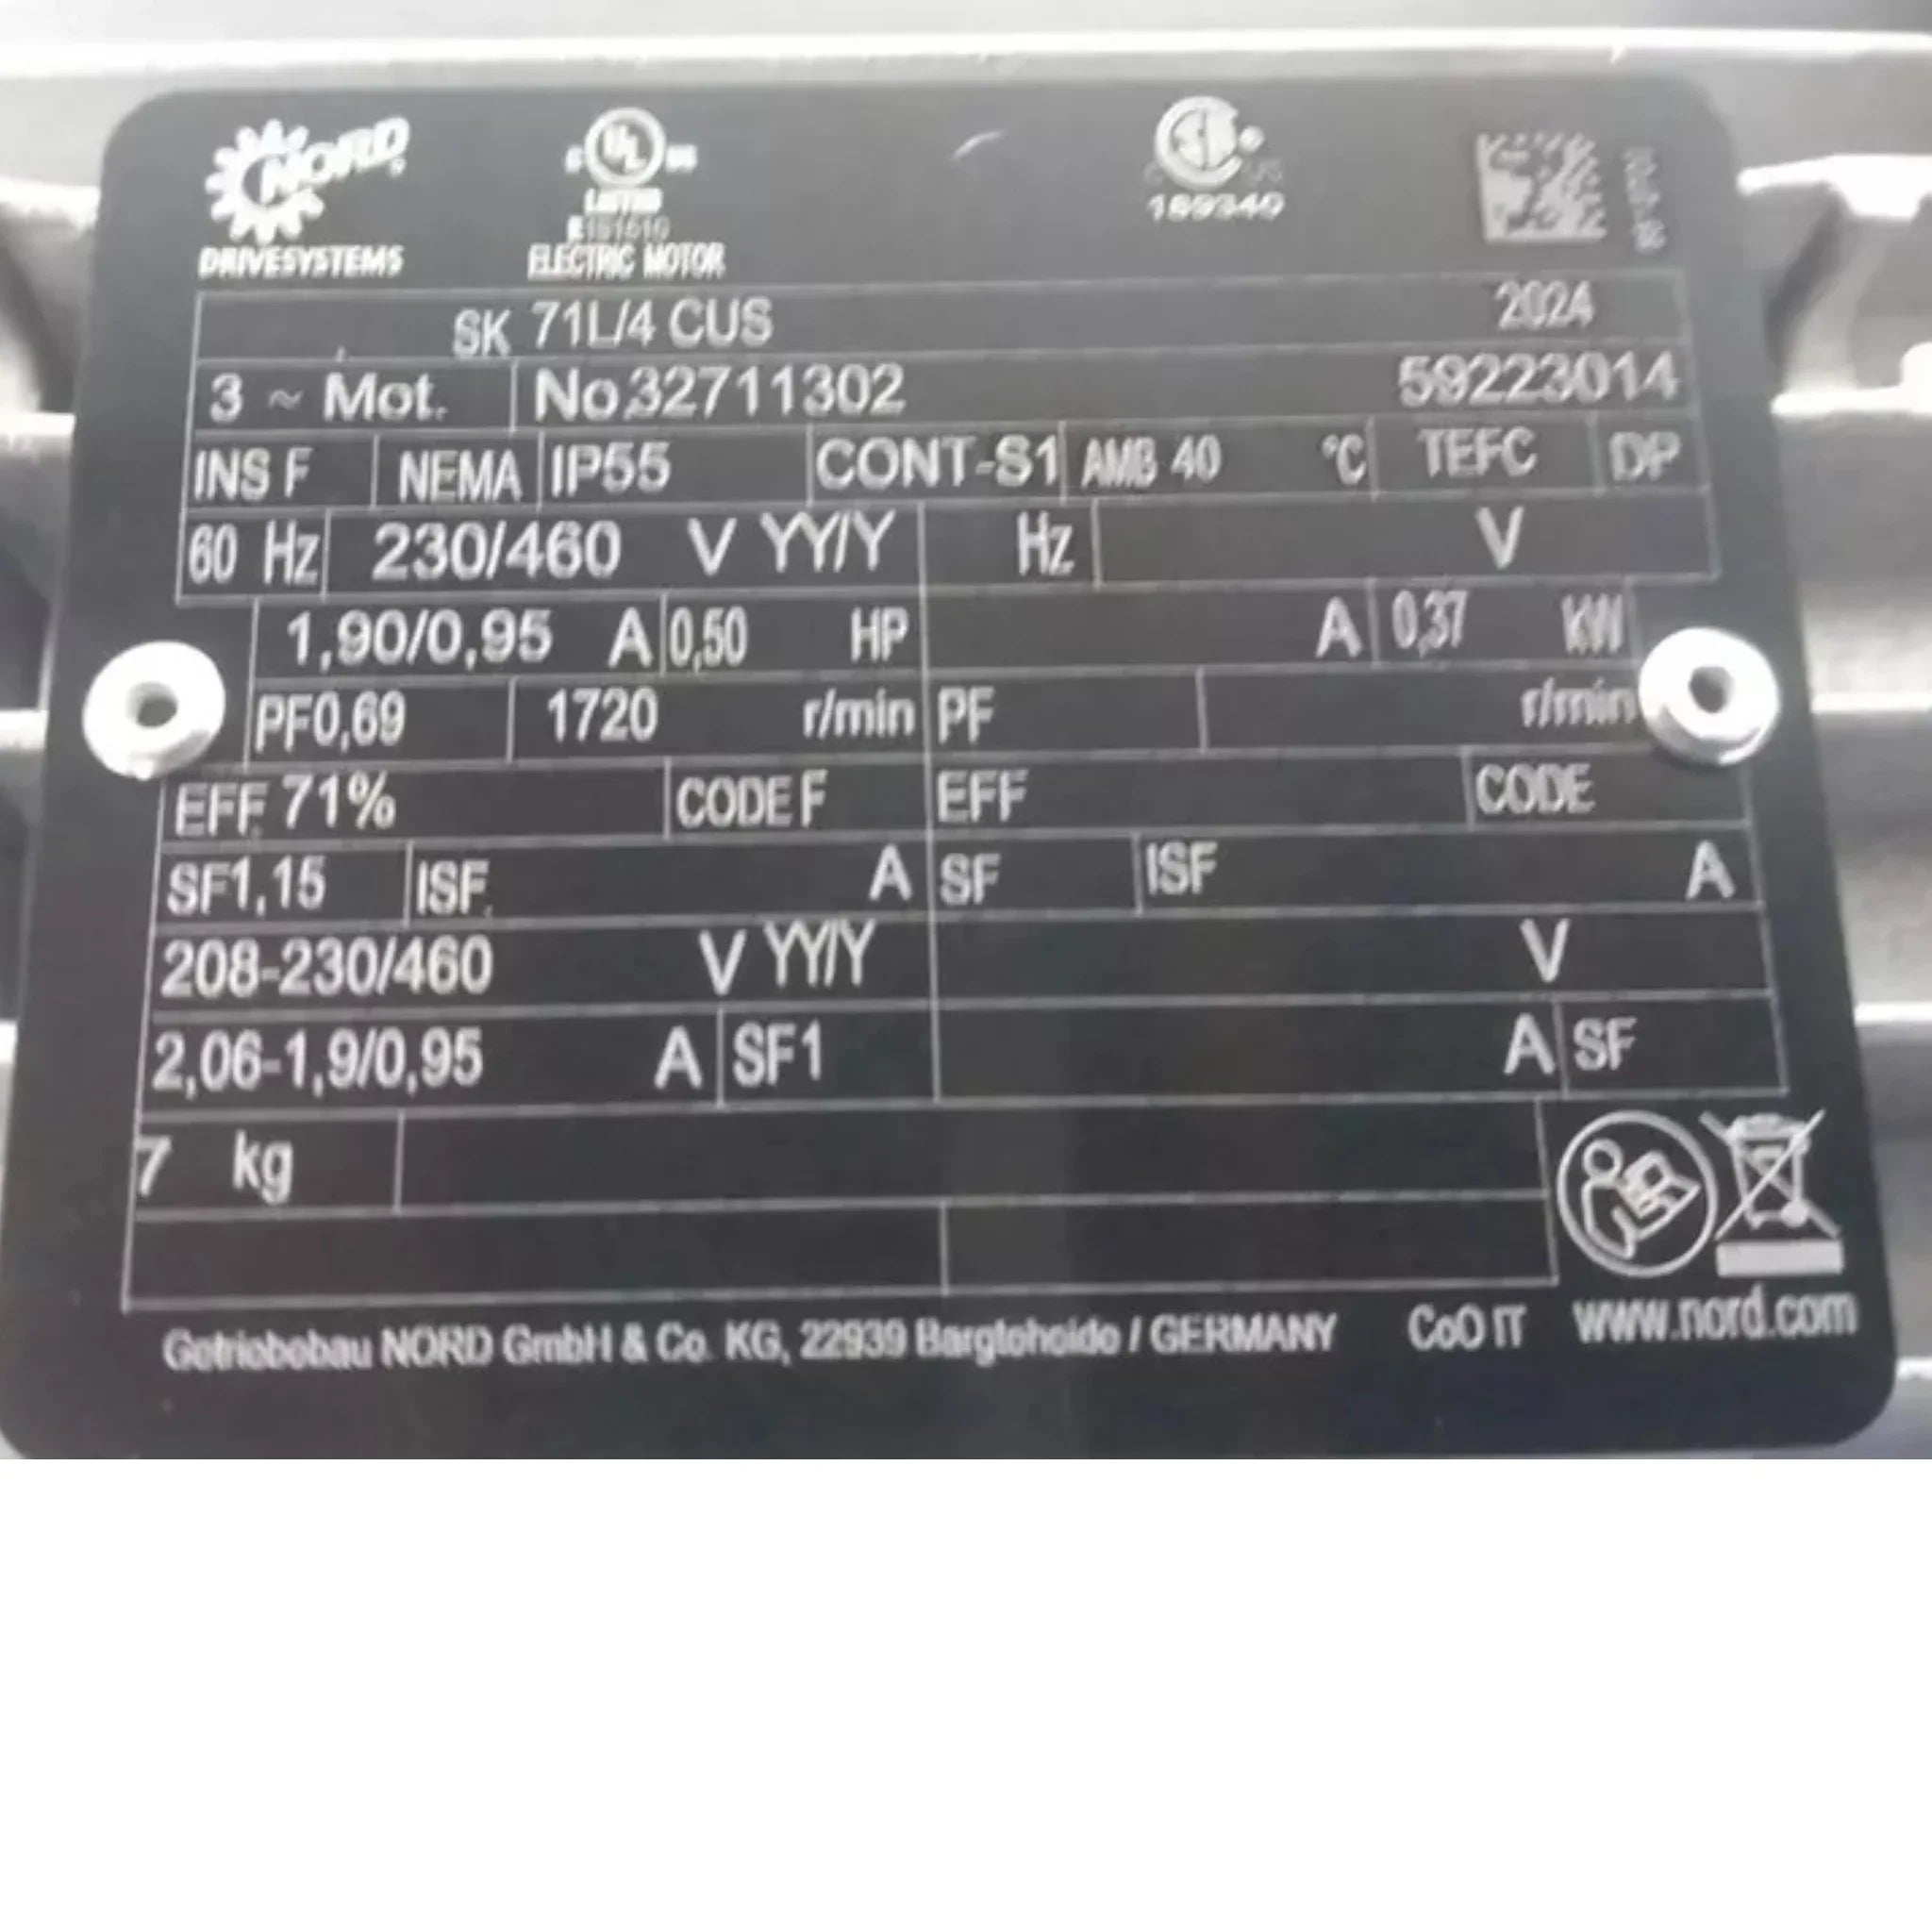 NORD
DRIVESYSTEMS
UL
LISTED
ELECTRIC MOTOR
189340
SK 71L/4 CUS 2024
3 ~ Mot. No 32711302 59223014
INS F NEMA IP55 CONT-S1 AMB 40 °C TEFC DP
60 Hz 230/460 V YY/Y Hz V
1,90/0,95 A 0,50 HP A 0,37 kW
PF0,69 1720 r/min PF r/min
EFF 71% CODE F EFF CODE
SF1,15 ISF A SF ISF A
208-230/460 V YY/Y V
2,06-1,9/0,95 A SF1 A SF
7 kg
Getriebebau NORD GmbH & Co. KG, 22939 Bargteheide / GERMANY CoO IT www.nord.com